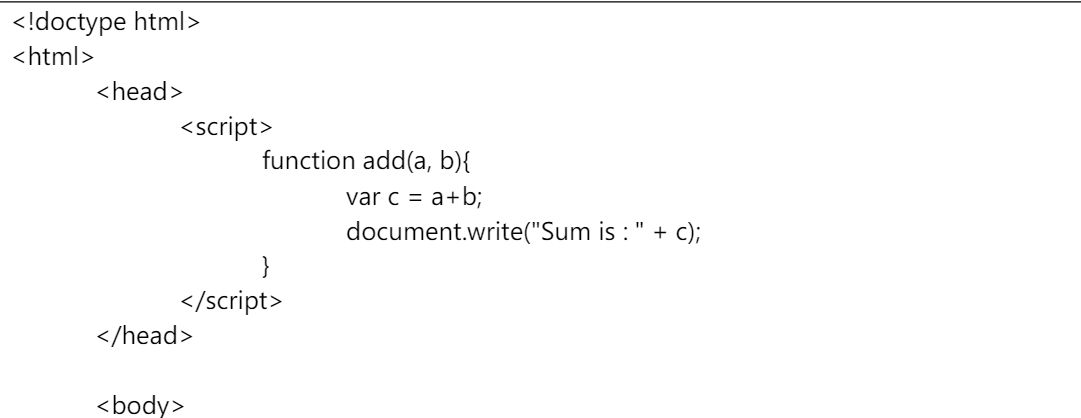 <!doctype html>
<html>
<head>
<script>
function add(a, b){
var c = a+b;
document.write("Sum is : " + c);
}
</script>
</head>
<body>